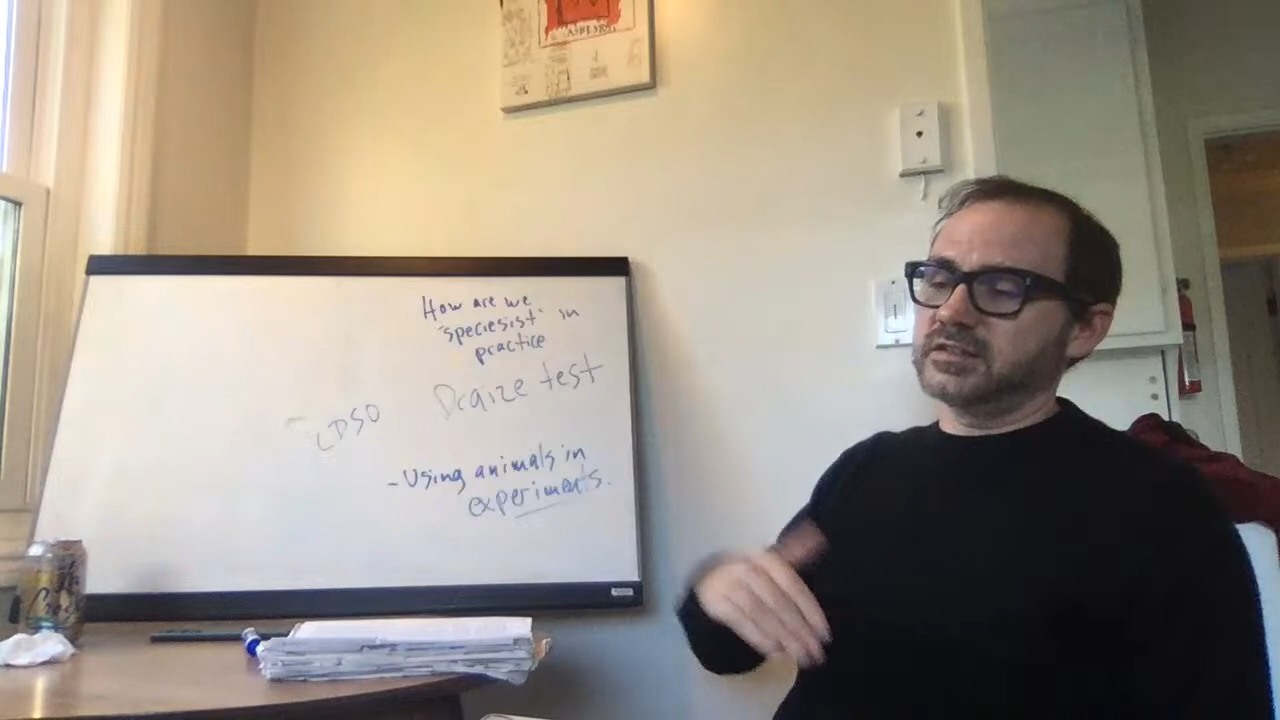 How are we
"speciesist" in
practice
Draize test
LD50
- Using animals in
experiments.